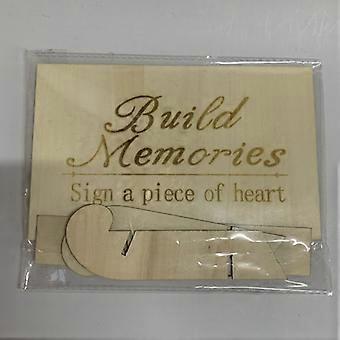 Build
Memories
Sign a piece of heart